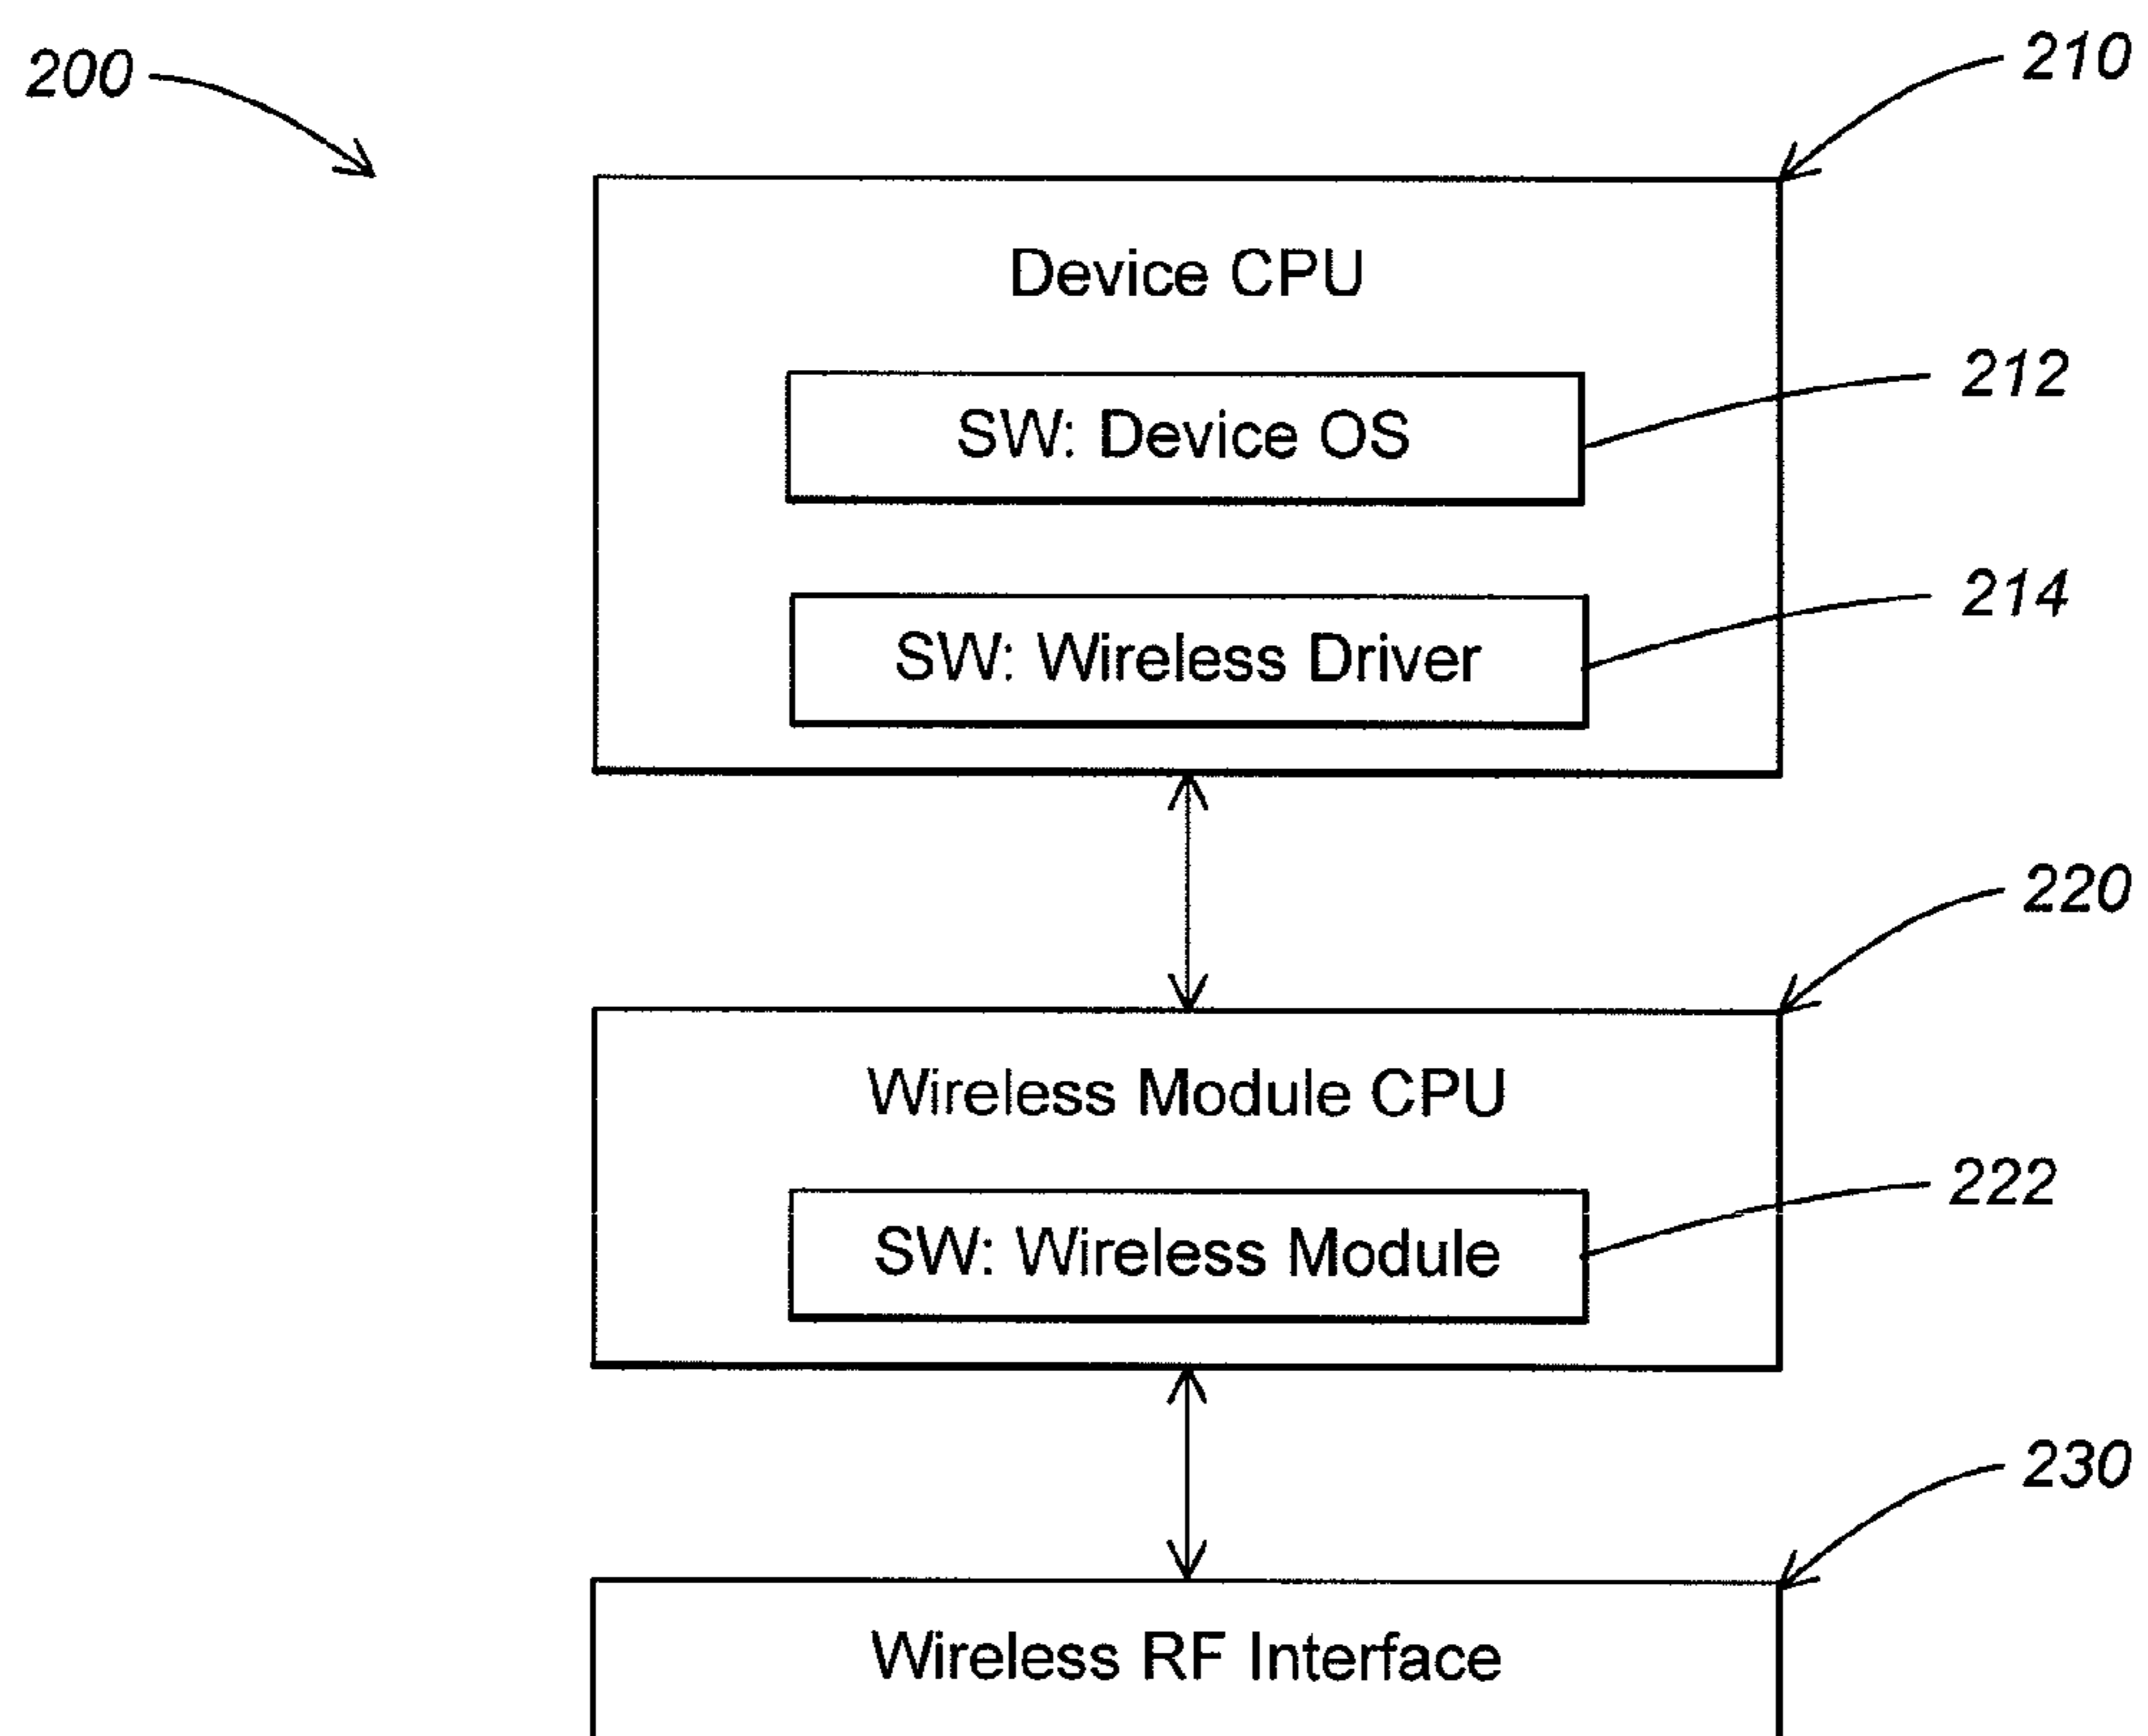 200
210
Device CPU
212
SW: Device OS
214
SW: Wireless Driver
220
Wireless Module CPU
222
SW: Wireless Module
230
Wireless RF Interface